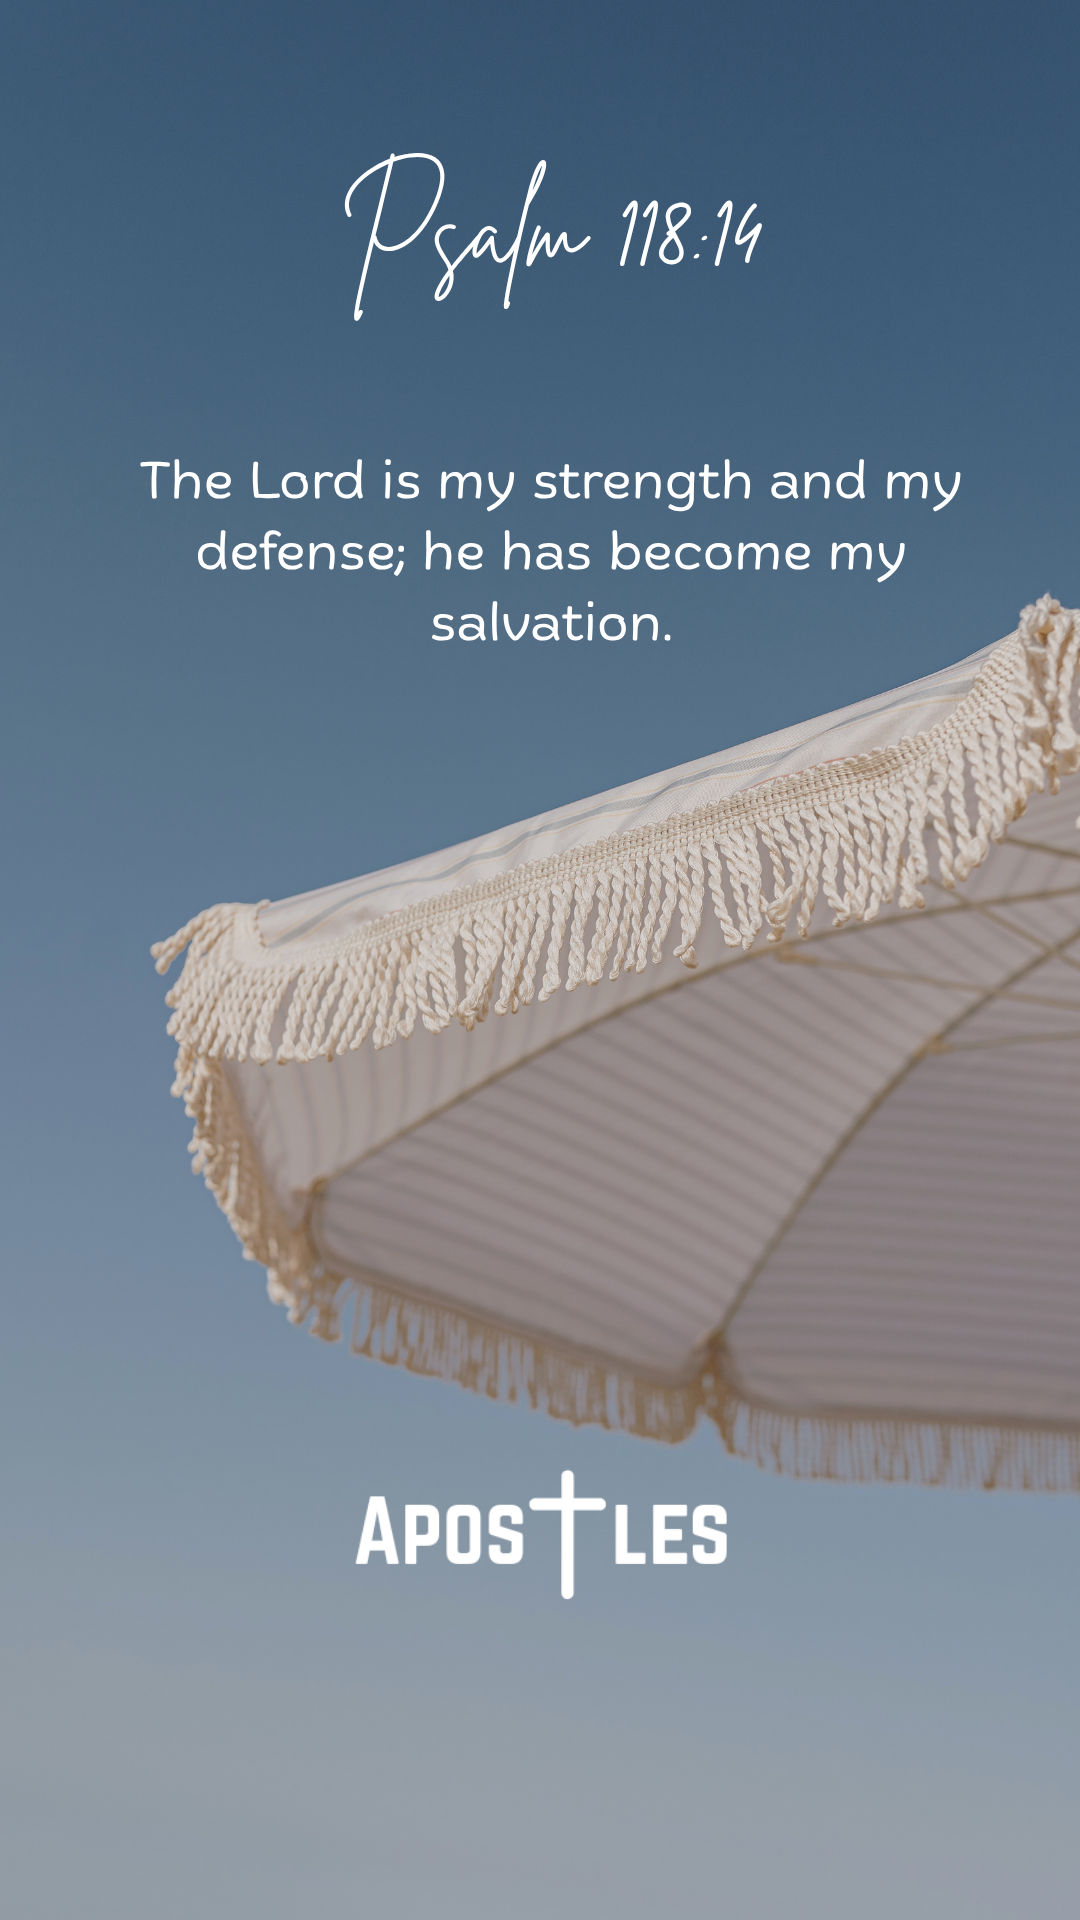 Psalm 118:14
The Lord is my strength and my
defense; he has become my
salvation.
APOSTLES